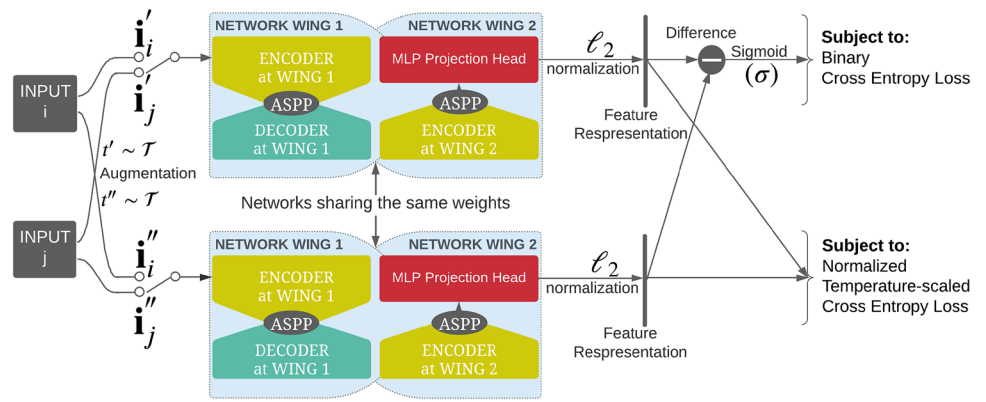 INPUT
i
i′i
i′j
t′ ~ 𝒯
Augmentation
t″ ~ 𝒯
INPUT
j
i″i
i″j
NETWORK WING 1
NETWORK WING 2
ENCODER
at WING 1
ASPP
DECODER
at WING 1
MLP Projection Head
ASPP
ENCODER
at WING 2
Networks sharing the same weights
NETWORK WING 1
NETWORK WING 2
ENCODER
at WING 1
ASPP
DECODER
at WING 1
MLP Projection Head
ASPP
ENCODER
at WING 2
ℓ2
normalization
Feature
Respresentation
Difference
Sigmoid
(σ)
Subject to:
Binary
Cross Entropy Loss
ℓ2
normalization
Feature
Respresentation
Subject to:
Normalized
Temperature-scaled
Cross Entropy Loss